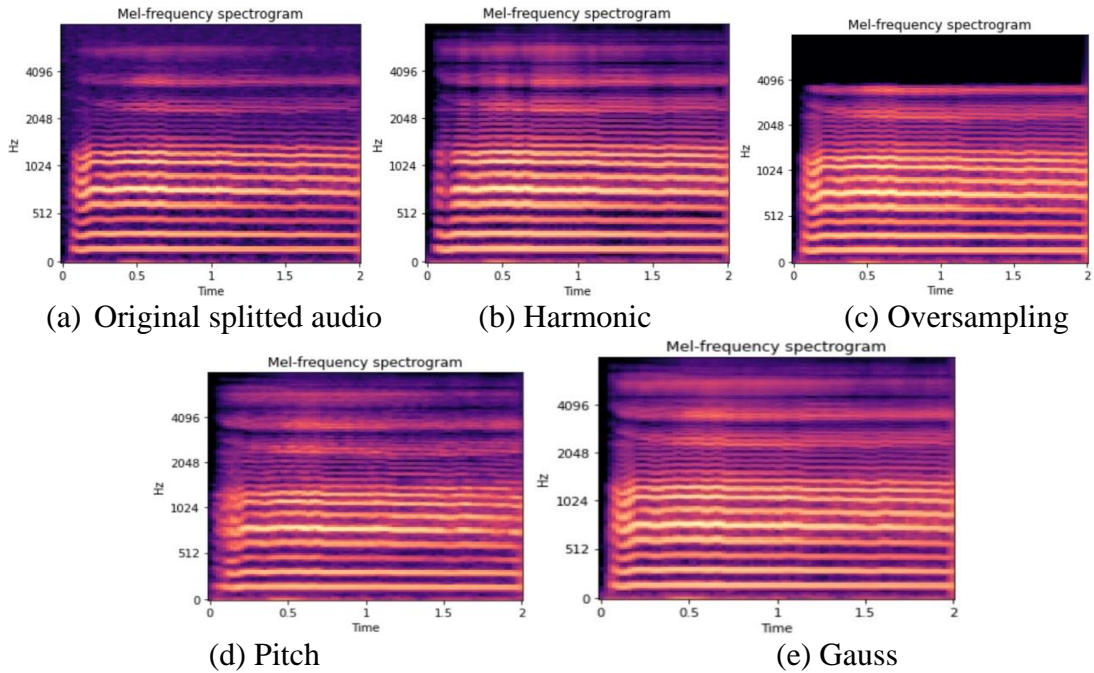 Mel-frequency spectrogram
Hz
4096
2048
1024
512
0
0 0.5 1 1.5 2
Time
(a) Original splitted audio
Mel-frequency spectrogram
Hz
4096
2048
1024
512
0
0 0.5 1 1.5 2
Time
(b) Harmonic
Mel-frequency spectrogram
Hz
4096
2048
1024
512
0
0 0.5 1 1.5 2
Time
(c) Oversampling
Mel-frequency spectrogram
Hz
4096
2048
1024
512
0
0 0.5 1 1.5 2
Time
(d) Pitch
Mel-frequency spectrogram
Hz
4096
2048
1024
512
0
0 0.5 1 1.5 2
Time
(e) Gauss